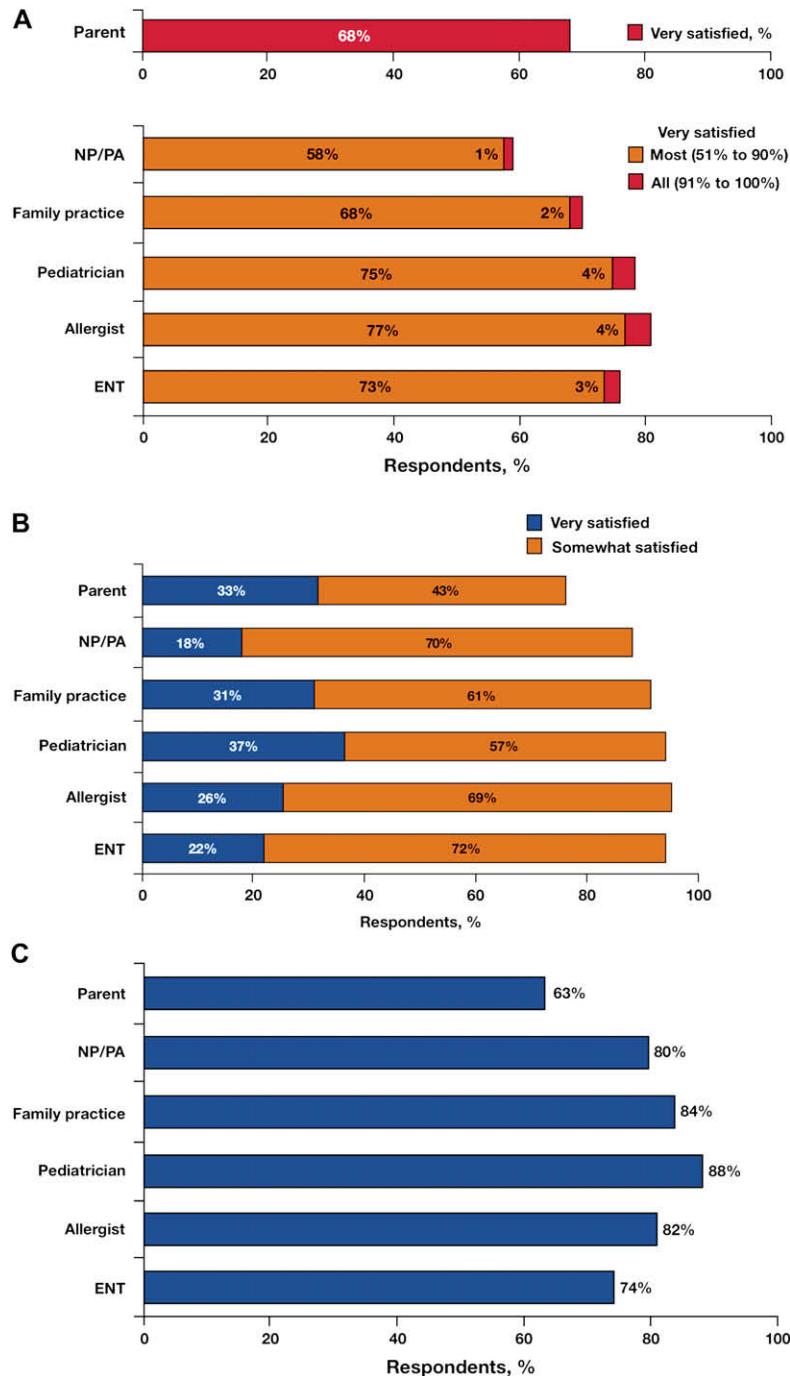 A
Parent 68% Very satisfied, %
0 20 40 60 80 100
Very satisfied
NP/PA 58% 1% Most (51% to 90%)
All (91% to 100%)
Family practice 68% 2%
Pediatrician 75% 4%
Allergist 77% 4%
ENT 73% 3%
0 20 40 60 80 100
Respondents, %
B
Very satisfied
Somewhat satisfied
Parent 33% 43%
NP/PA 18% 70%
Family practice 31% 61%
Pediatrician 37% 57%
Allergist 26% 69%
ENT 22% 72%
0 20 40 60 80 100
Respondents, %
C
Parent 63%
NP/PA 80%
Family practice 84%
Pediatrician 88%
Allergist 82%
ENT 74%
0 20 40 60 80 100
Respondents, %